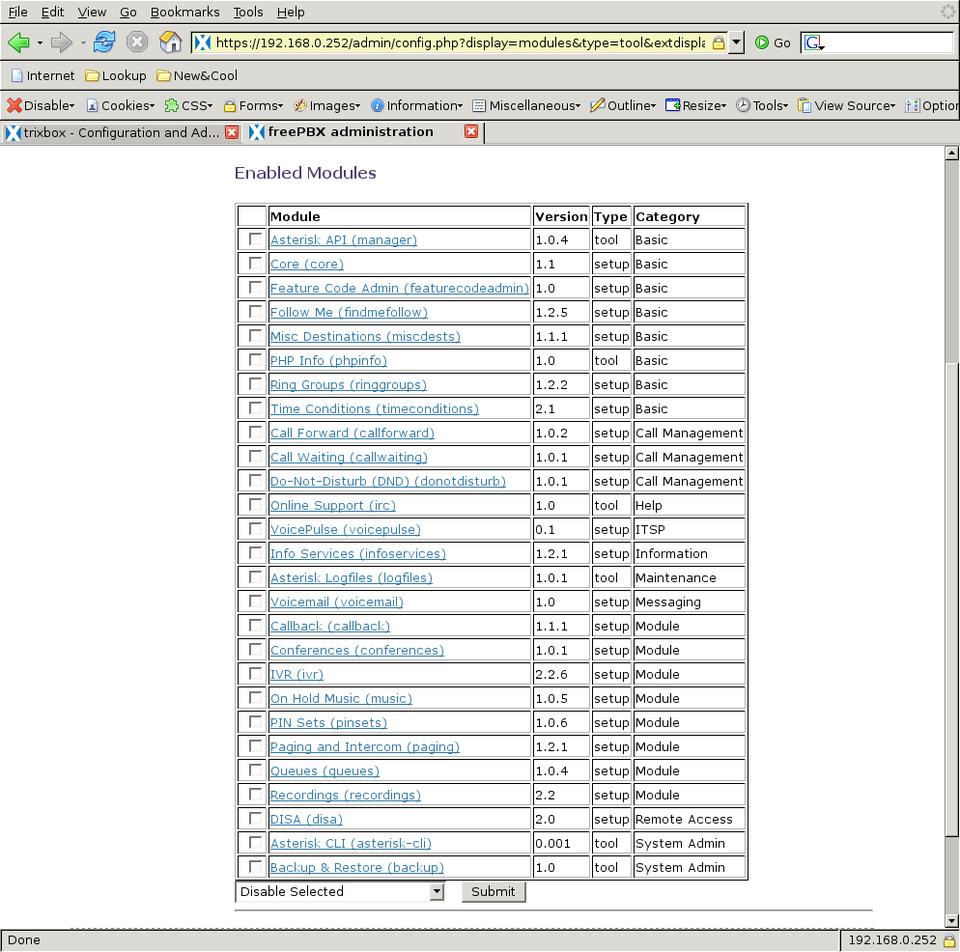 File Edit View Go Bookmarks Tools Help
https://192.168.0.252/admin/config.php?display=modules&type=tool&extdispla Go G
Internet Lookup New&Cool
Disable Cookies CSS Forms Images Information Miscellaneous Outline Resize Tools View Source Option
trixbox - Configuration and Ad... freePBX administration
Enabled Modules
Module Version Type Category
Asterisk API (manager) 1.0.4 tool Basic
Core (core) 1.1 setup Basic
Feature Code Admin (featurecodeadmin) 1.0 setup Basic
Follow Me (findmefollow) 1.2.5 setup Basic
Misc Destinations (miscdests) 1.1.1 setup Basic
PHP Info (phpinfo) 1.0 tool Basic
Ring Groups (ringgroups) 1.2.2 setup Basic
Time Conditions (timeconditions) 2.1 setup Basic
Call Forward (callforward) 1.0.2 setup Call Management
Call Waiting (callwaiting) 1.0.1 setup Call Management
Do-Not-Disturb (DND) (donotdisturb) 1.0.1 setup Call Management
Online Support (irc) 1.0 tool Help
VoicePulse (voicepulse) 0.1 setup ITSP
Info Services (infoservices) 1.2.1 setup Information
Asterisk Logfiles (logfiles) 1.0.1 tool Maintenance
Voicemail (voicemail) 1.0 setup Messaging
Callback (callback) 1.1.1 setup Module
Conferences (conferences) 1.0.1 setup Module
IVR (ivr) 2.2.6 setup Module
On Hold Music (music) 1.0.5 setup Module
PIN Sets (pinsets) 1.0.6 setup Module
Paging and Intercom (paging) 1.2.1 setup Module
Queues (queues) 1.0.4 setup Module
Recordings (recordings) 2.2 setup Module
DISA (disa) 2.0 setup Remote Access
Asterisk CLI (asterisk-cli) 0.001 tool System Admin
Backup & Restore (backup) 1.0 tool System Admin
Disable Selected Submit
Done 192.168.0.252